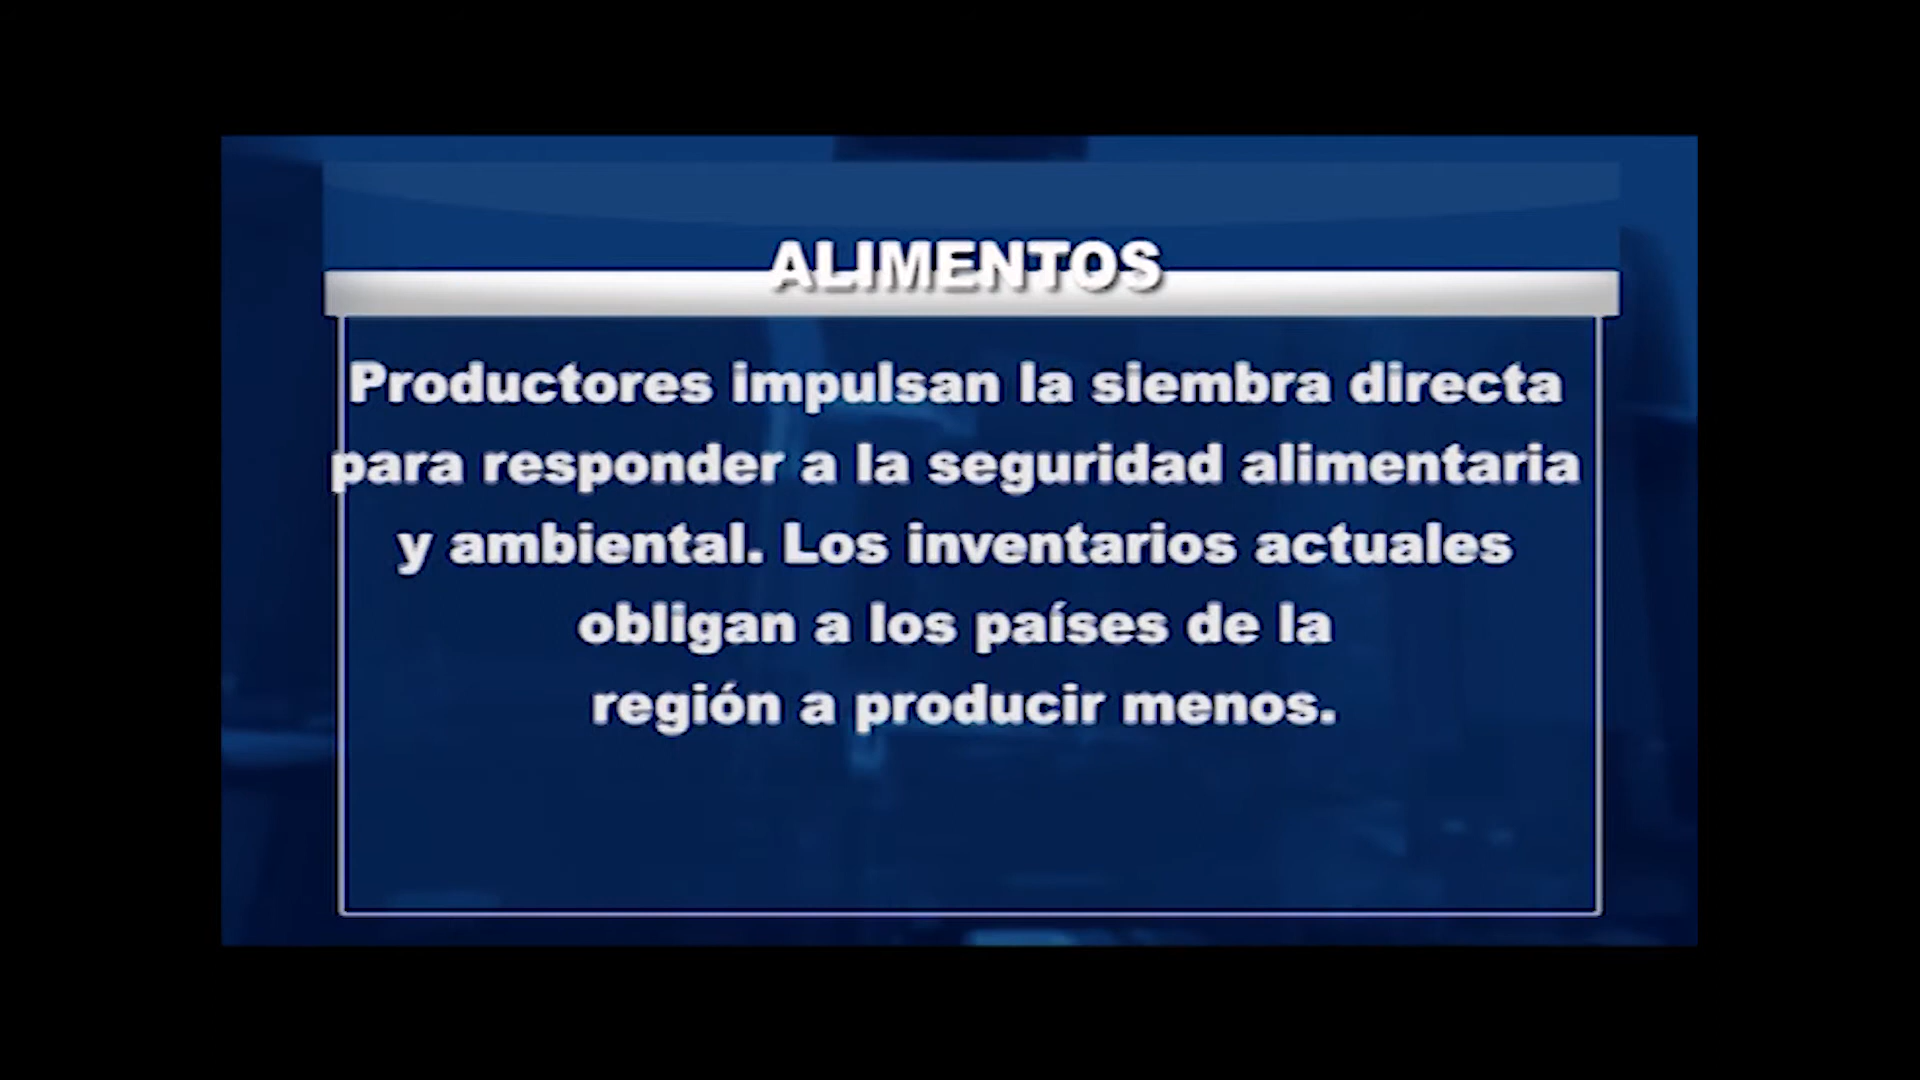 ALIMENTOS
Productores impulsan la siembra directa
para responder a la seguridad alimentaria
y ambiental. Los inventarios actuales
obligan a los países de la
región a producir menos.